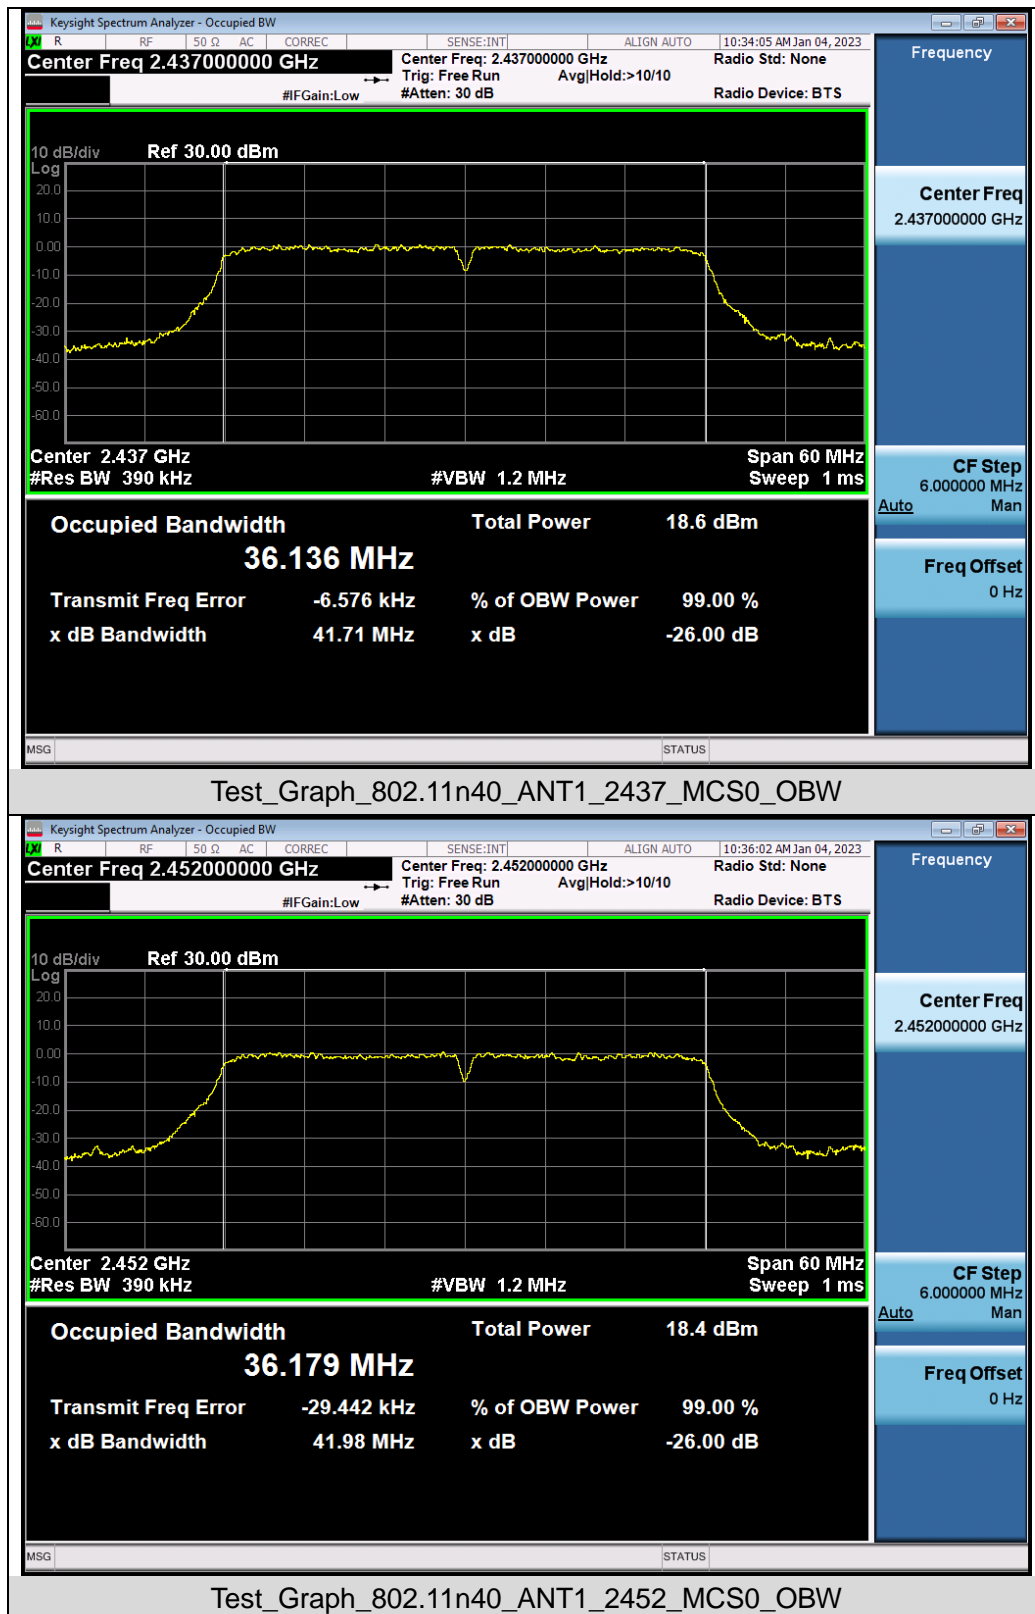 Keysight Spectrum Analyzer - Occupied BW
LXI R RF 50 Ω AC CORREC SENSE:INT ALIGN AUTO 10:34:05 AM Jan 04, 2023
Center Freq 2.437000000 GHz
Center Freq: 2.437000000 GHz
Radio Std: None
Trig: Free Run Avg|Hold:>10/10
#IFGain:Low
#Atten: 30 dB
Radio Device: BTS
Frequency
10 dB/div Ref 30.00 dBm
Log
20.0
10.0
0.00
-10.0
-20.0
-30.0
-40.0
-50.0
-60.0
Center 2.437 GHz Span 60 MHz
#Res BW 390 kHz #VBW 1.2 MHz Sweep 1 ms
Center Freq
2.437000000 GHz
CF Step
6.000000 MHz
Auto Man
Freq Offset
0 Hz
Occupied Bandwidth Total Power 18.6 dBm
36.136 MHz
Transmit Freq Error -6.576 kHz % of OBW Power 99.00 %
x dB Bandwidth 41.71 MHz x dB -26.00 dB
MSG STATUS
Test_Graph_802.11n40_ANT1_2437_MCS0_OBW
Keysight Spectrum Analyzer - Occupied BW
LXI R RF 50 Ω AC CORREC SENSE:INT ALIGN AUTO 10:36:02 AM Jan 04, 2023
Center Freq 2.452000000 GHz
Center Freq: 2.452000000 GHz
Radio Std: None
Trig: Free Run Avg|Hold:>10/10
#IFGain:Low
#Atten: 30 dB
Radio Device: BTS
Frequency
10 dB/div Ref 30.00 dBm
Log
20.0
10.0
0.00
-10.0
-20.0
-30.0
-40.0
-50.0
-60.0
Center 2.452 GHz Span 60 MHz
#Res BW 390 kHz #VBW 1.2 MHz Sweep 1 ms
Center Freq
2.452000000 GHz
CF Step
6.000000 MHz
Auto Man
Freq Offset
0 Hz
Occupied Bandwidth Total Power 18.4 dBm
36.179 MHz
Transmit Freq Error -29.442 kHz % of OBW Power 99.00 %
x dB Bandwidth 41.98 MHz x dB -26.00 dB
MSG STATUS
Test_Graph_802.11n40_ANT1_2452_MCS0_OBW